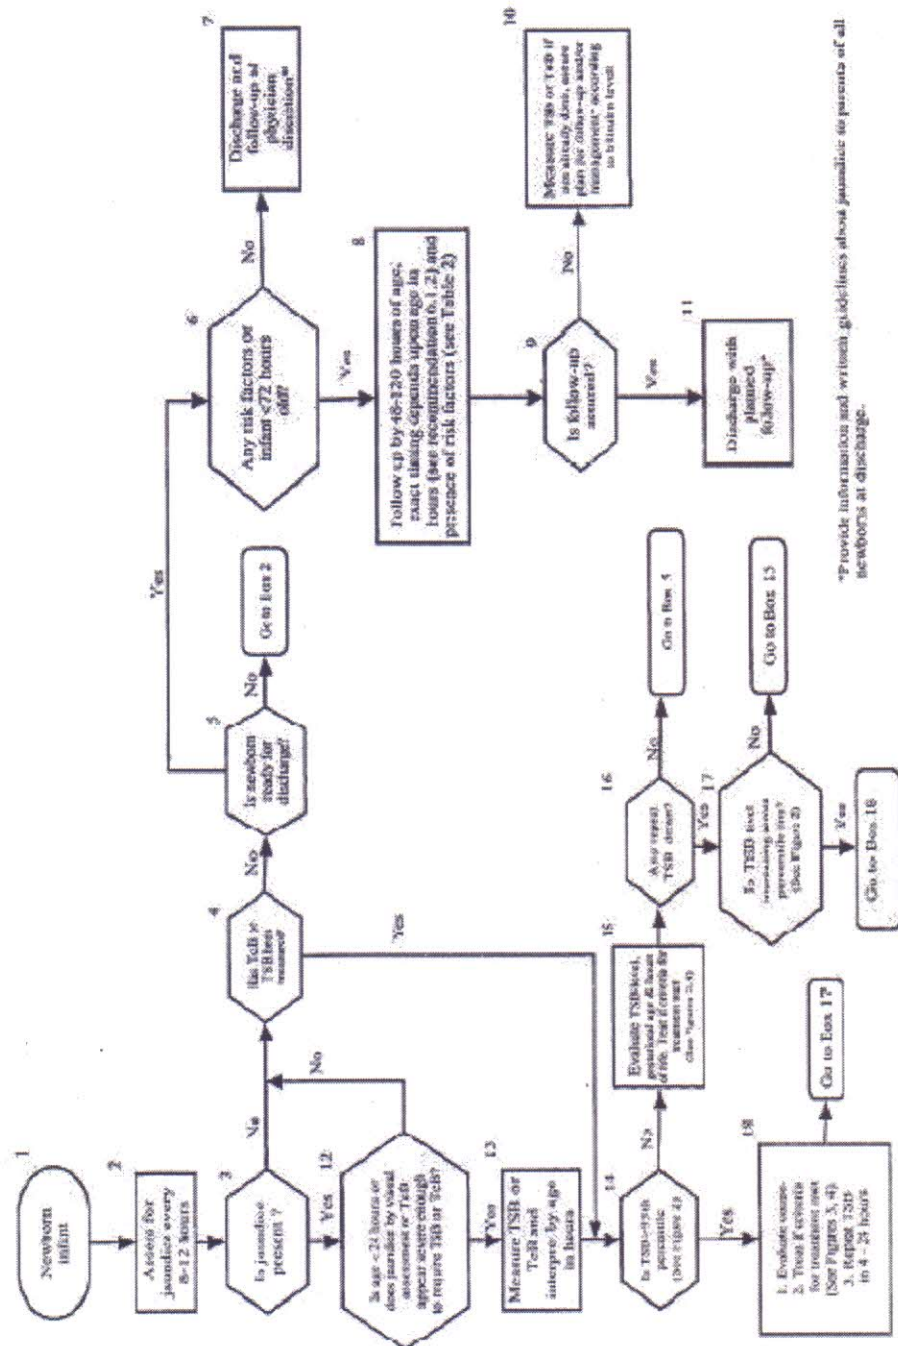 1
Newborn
infant
2
Assess for
jaundice every
8-12 hours
3
Is jaundice
present ?
No
Yes
12
Is age <24 hours or
does jaundice by visual
assessment or TcB
appear severe enough
to require TSB or TcB?
No
Yes
13
Measure TSB or
TcB and
interpret by age
in hours
4
Has TcB or
TSB been
measured?
Yes
No
5
Is newborn
ready for
discharge?
No
Go to Box 2
Yes
6
Any risk factors or
infant <72 hours
old?
No
7
Discharge and
follow-up at
physician
discretion*
Yes
8
Follow up by 48-120 hours of age;
exact timing depends upon age in
hours (see recommendation 6.1.2) and
presence of risk factors (see Table 2)
9
Is follow-up
assured?
No
10
Measure TSB or TcB if
not already done, ensure
plan for follow-up and/or
management* according
to bilirubin level
Yes
11
Discharge with
planned
follow-up*
14
Is TSB >95th
percentile
(See Figure 2)
No
15
Evaluate TSB level,
gestational age & hours
of life. Treat if criteria for
treatment met
16
Any repeat
TSB done?
No
Go to Box 5
Yes
17
Is TSB level
increasing across
percentile
(See Figure 2)
No
Go to Box 15
Yes
Go to Box 18
Yes
18
1. Evaluate cause
2. Treat if criteria
for treatment met
(See Figures 3, 4).
3. Repeat TSB
in 4 – 24 hours
Go to Box 17
*Provide information and written guidelines about jaundice to parents of all
newborns at discharge.